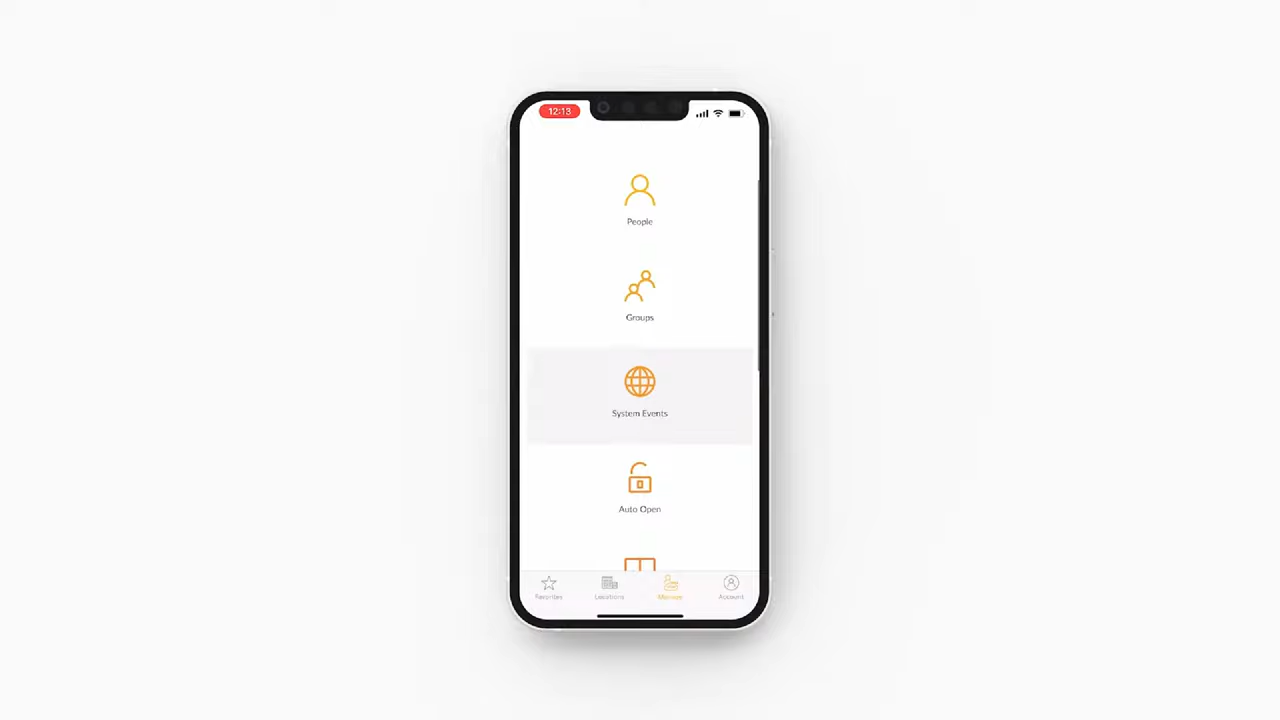 12:13
People
Groups
System Events
Auto Open
Favorites Locations Manage Account